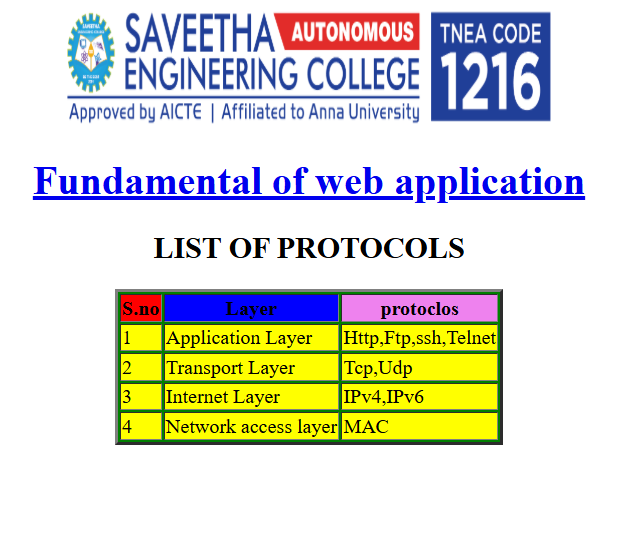 SAVEETHA AUTONOMOUS
ENGINEERING COLLEGE
Approved by AICTE | Affiliated to Anna University
TNEA CODE
1216
Fundamental of web application
LIST OF PROTOCOLS
S.no Layer protoclos
1 Application Layer Http,Ftp,ssh,Telnet
2 Transport Layer Tcp,Udp
3 Internet Layer IPv4,IPv6
4 Network access layer MAC